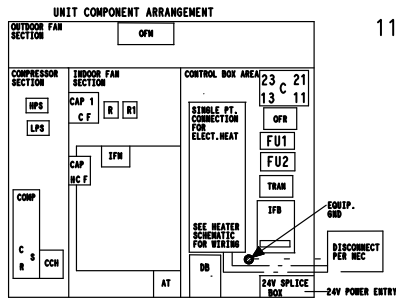 UNIT COMPONENT ARRANGEMENT
11
OUTDOOR FAN
SECTION
OFM
COMPRESSOR
SECTION
INDOOR FAN
SECTION
CONTROL BOX AREA
23 C 21
13 11
HPS
LPS
CAP 1
C F
R
R1
SINGLE PT.
CONNECTION
FOR
ELECT.HEAT
OFR
FU1
FU2
IFM
CAP
H C F
TRAN
COMP
C S
R
CCH
IFB
EQUIP.
GND
SEE HEATER
SCHEMATIC
FOR WIRING
DISCONNECT
PER NEC
DB
AT
24V SPLICE
BOX
24V POWER ENTRY